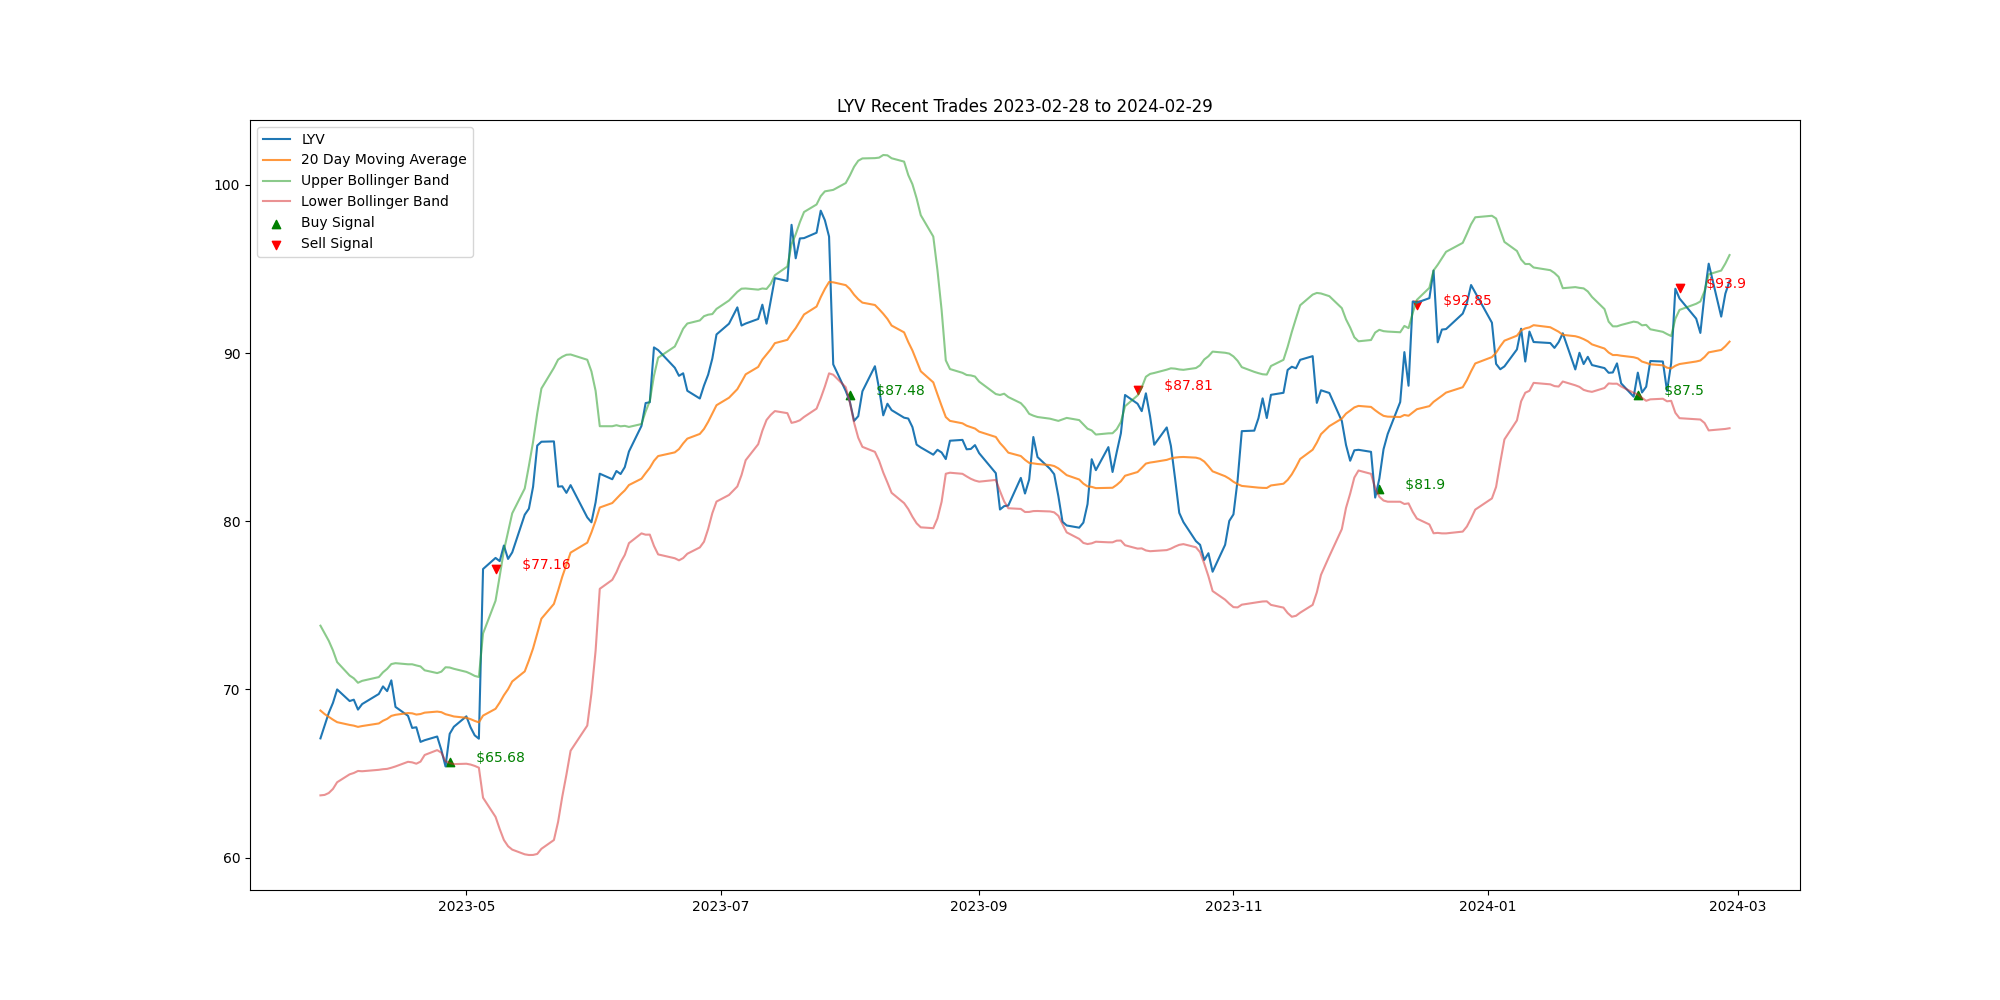 LYV Recent Trades 2023-02-28 to 2024-02-29
LYV
20 Day Moving Average
Upper Bollinger Band
Lower Bollinger Band
Buy Signal
Sell Signal
100
90
80
70
60
$77.16
$65.68
$87.48
$87.81
$92.85
$81.9
$93.9
$87.5
2023-05
2023-07
2023-09
2023-11
2024-01
2024-03